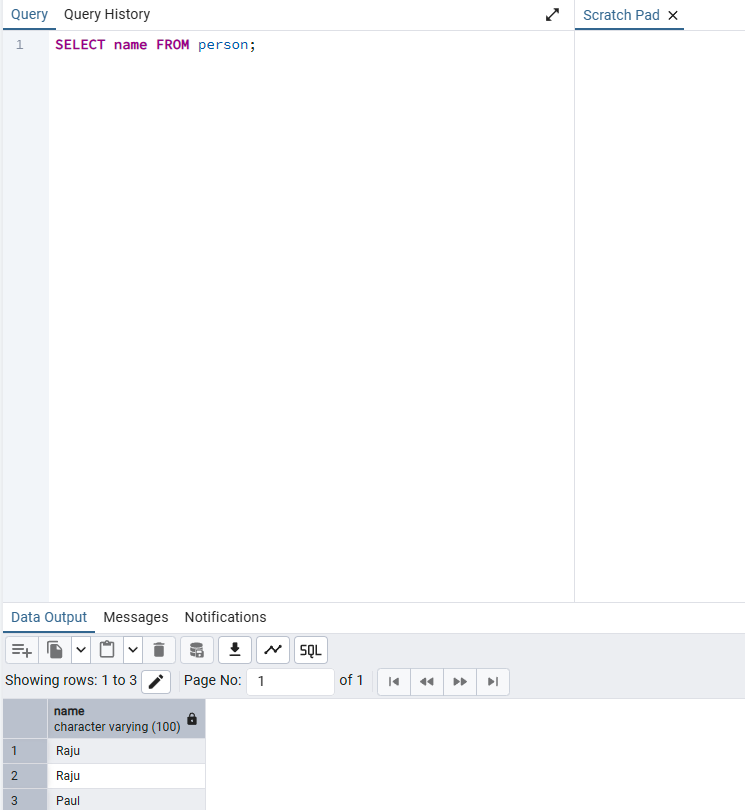 Query Query History Scratch Pad
1 SELECT name FROM person;
Data Output Messages Notifications
SQL
Showing rows: 1 to 3 Page No: 1 of 1
name
character varying (100)
1 Raju
2 Raju
3 Paul